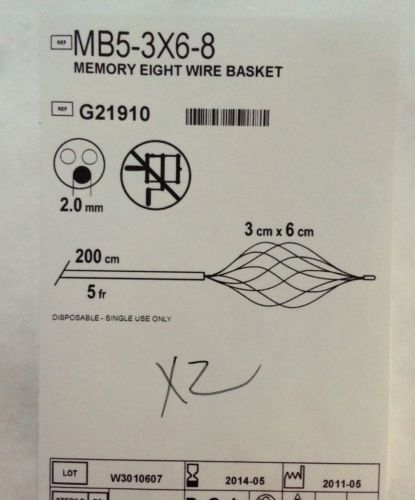 REF MB5-3X6-8
MEMORY EIGHT WIRE BASKET
REF G21910
2.0 mm
3 cm x 6 cm
200 cm
5 fr
DISPOSABLE - SINGLE USE ONLY
X2
LOT W3010607 2014-05 2011-05